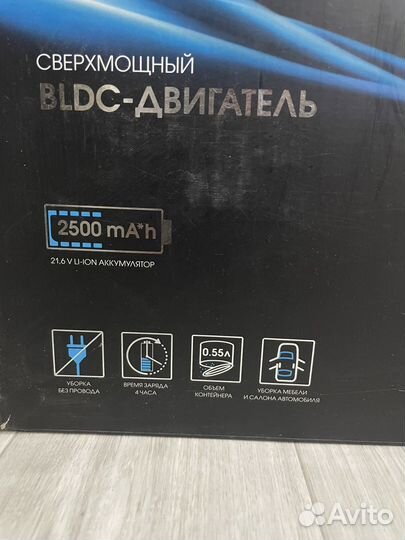 СВЕРХМОЩНЫЙ
BLDC-ДВИГАТЕЛЬ
2500 mA*h
21.6 V LI-ION АККУМУЛЯТОР
0.55л
УБОРКА
БЕЗ ПРОВОДА
ВРЕМЯ ЗАРЯДА
4 ЧАСА
ОБЪЕМ
КОНТЕЙНЕРА
УБОРКА МЕБЕЛИ
И САЛОНА АВТОМОБИЛЯ
Avito